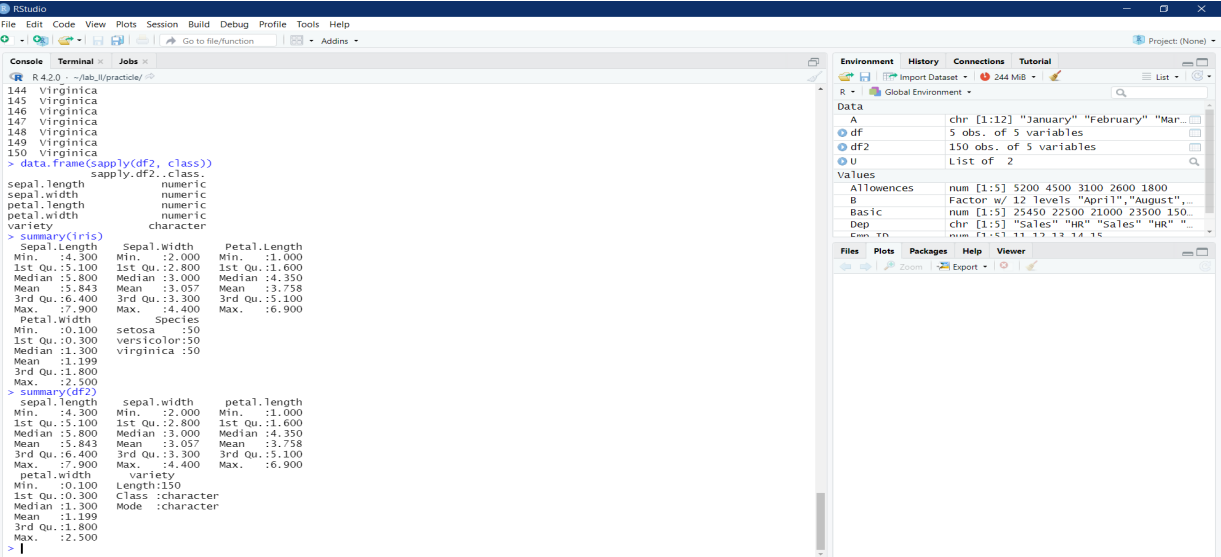 RStudio
File Edit Code View Plots Session Build Debug Profile Tools Help
Go to file/function Addins Project: (None)
Console Terminal Jobs
R 4.2.0 · ~/lab_II/practicle/
144 Virginica
145 Virginica
146 Virginica
147 Virginica
148 Virginica
149 Virginica
150 Virginica
> data.frame(sapply(df2, class))
sapply.df2..class.
sepal.length numeric
sepal.width numeric
petal.length numeric
petal.width numeric
variety character
> summary(iris)
Sepal.Length Sepal.Width Petal.Length
Min. :4.300 Min. :2.000 Min. :1.000
1st Qu.:5.100 1st Qu.:2.800 1st Qu.:1.600
Median :5.800 Median :3.000 Median :4.350
Mean :5.843 Mean :3.057 Mean :3.758
3rd Qu.:6.400 3rd Qu.:3.300 3rd Qu.:5.100
Max. :7.900 Max. :4.400 Max. :6.900
Petal.Width Species
Min. :0.100 setosa :50
1st Qu.:0.300 versicolor:50
Median :1.300 virginica :50
Mean :1.199
3rd Qu.:1.800
Max. :2.500
> summary(df2)
sepal.length sepal.width petal.length
Min. :4.300 Min. :2.000 Min. :1.000
1st Qu.:5.100 1st Qu.:2.800 1st Qu.:1.600
Median :5.800 Median :3.000 Median :4.350
Mean :5.843 Mean :3.057 Mean :3.758
3rd Qu.:6.400 3rd Qu.:3.300 3rd Qu.:5.100
Max. :7.900 Max. :4.400 Max. :6.900
petal.width variety
Min. :0.100 Length:150
1st Qu.:0.300 Class :character
Median :1.300 Mode :character
Mean :1.199
3rd Qu.:1.800
Max. :2.500
>
Environment History Connections Tutorial
Import Dataset 244 MiB List
R Global Environment
Data
A chr [1:12] "January" "February" "Mar…
df 5 obs. of 5 variables
df2 150 obs. of 5 variables
U List of 2
Values
Allowences num [1:5] 5200 4500 3100 2600 1800
B Factor w/ 12 levels "April","August",…
Basic num [1:5] 25450 22500 21000 23500 150…
Dep chr [1:5] "Sales" "HR" "Sales" "HR" "…
Emp_ID num [1:5] 11 12 13 14 15
Files Plots Packages Help Viewer
Zoom Export